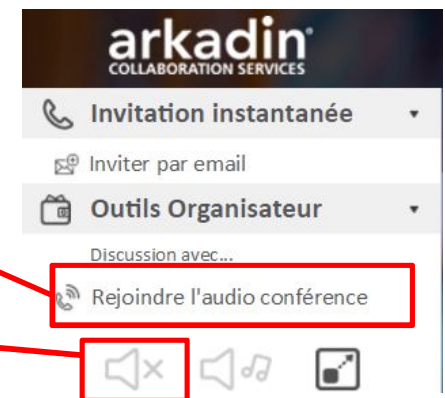 arkadin
COLLABORATION SERVICES
Invitation instantanée
Inviter par email
Outils Organisateur
Discussion avec...
Rejoindre l'audio conférence